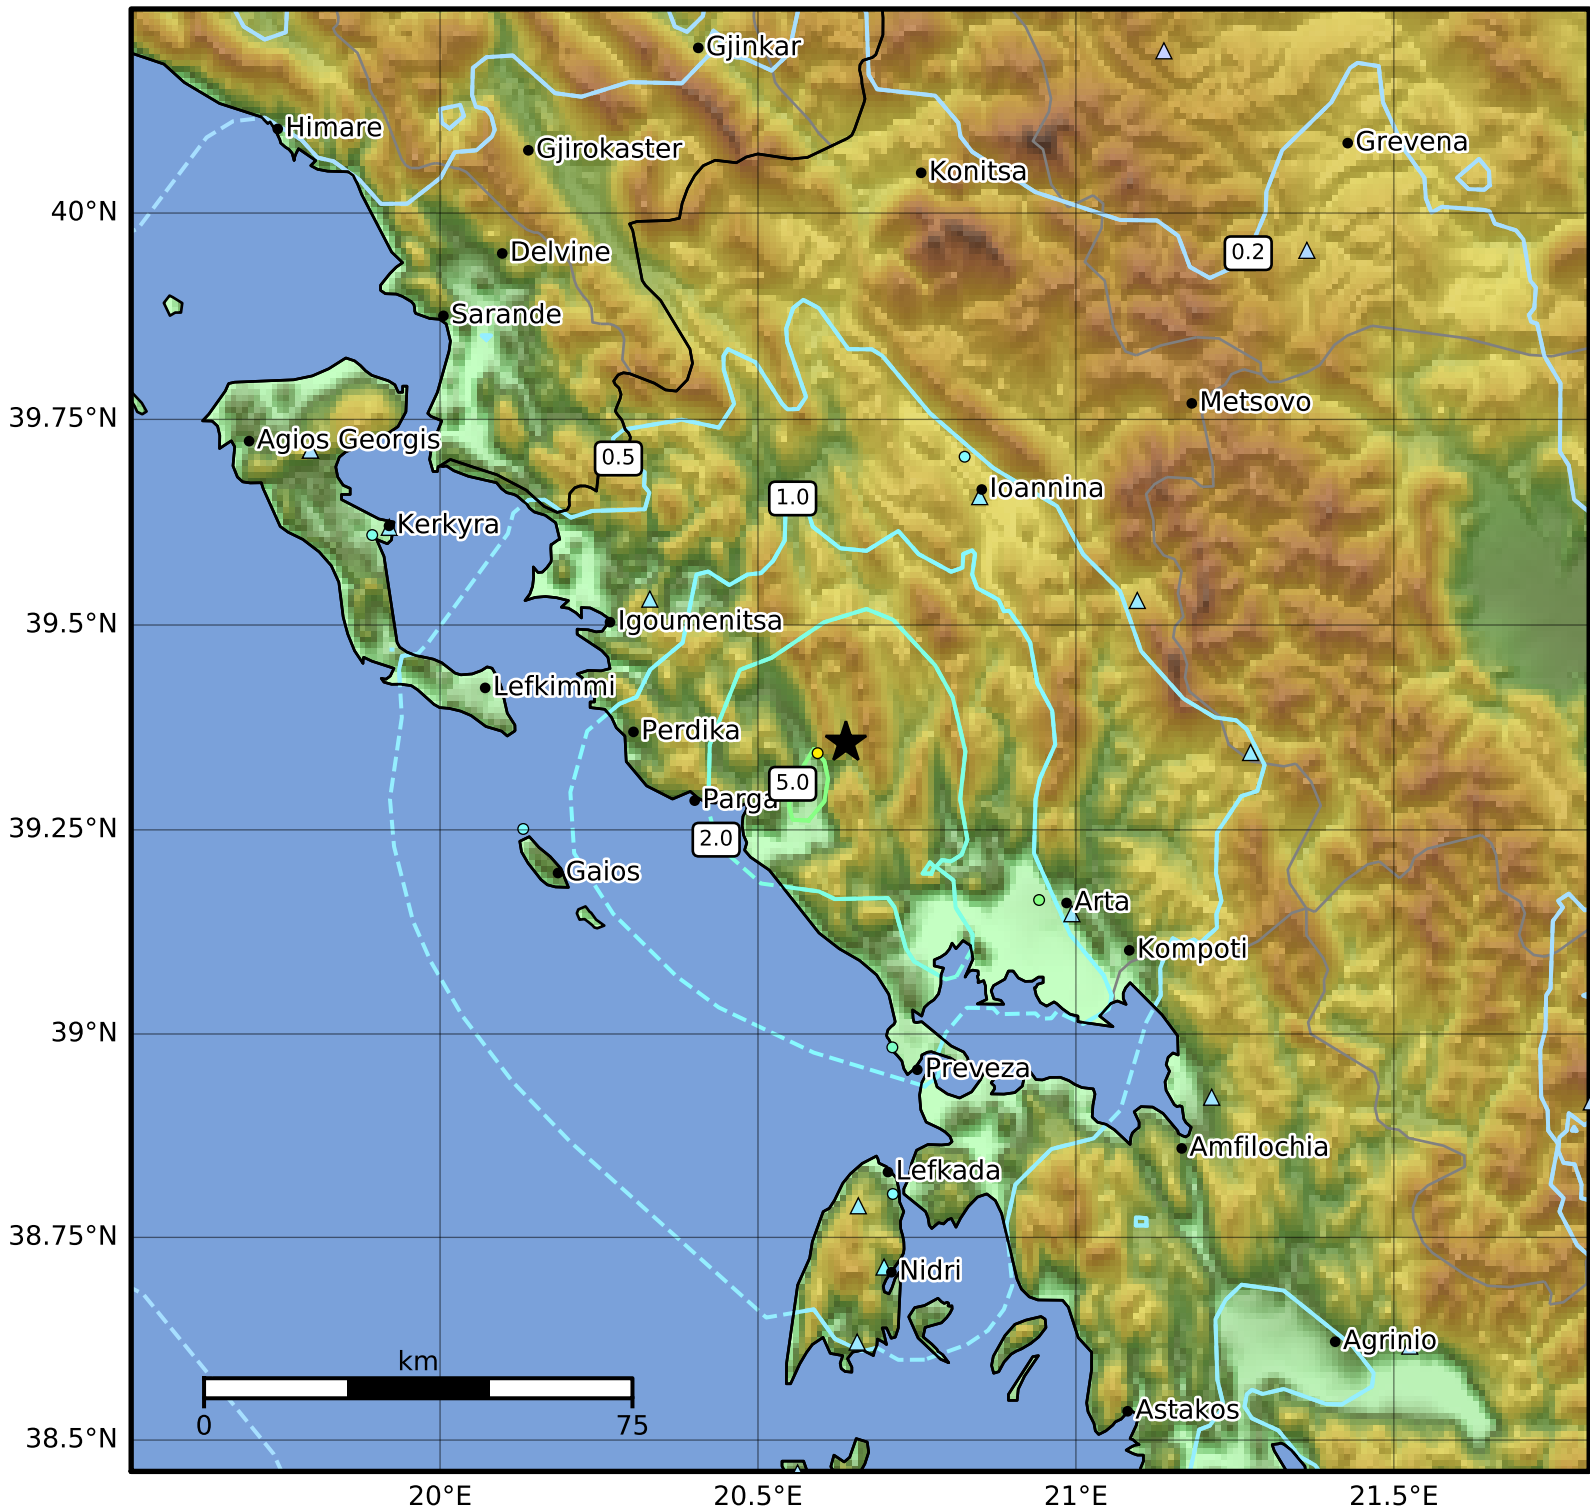 Gjinkar
Himare
Gjirokaster
Grevena
Konitsa
40°N
0.2
Delvine
Sarande
39.75°N
Metsovo
Agios Georgis
0.5
1.0
Ioannina
Kerkyra
39.5°N
Igoumenitsa
Lefkimmi
Perdika
5.0
Parga
39.25°N
2.0
Gaios
Arta
Kompoti
39°N
Preveza
Amfilochia
Lefkada
38.75°N
Nidri
Agrinio
km
0
75
Astakos
38.5°N
20°E
20.5°E
21°E
21.5°E